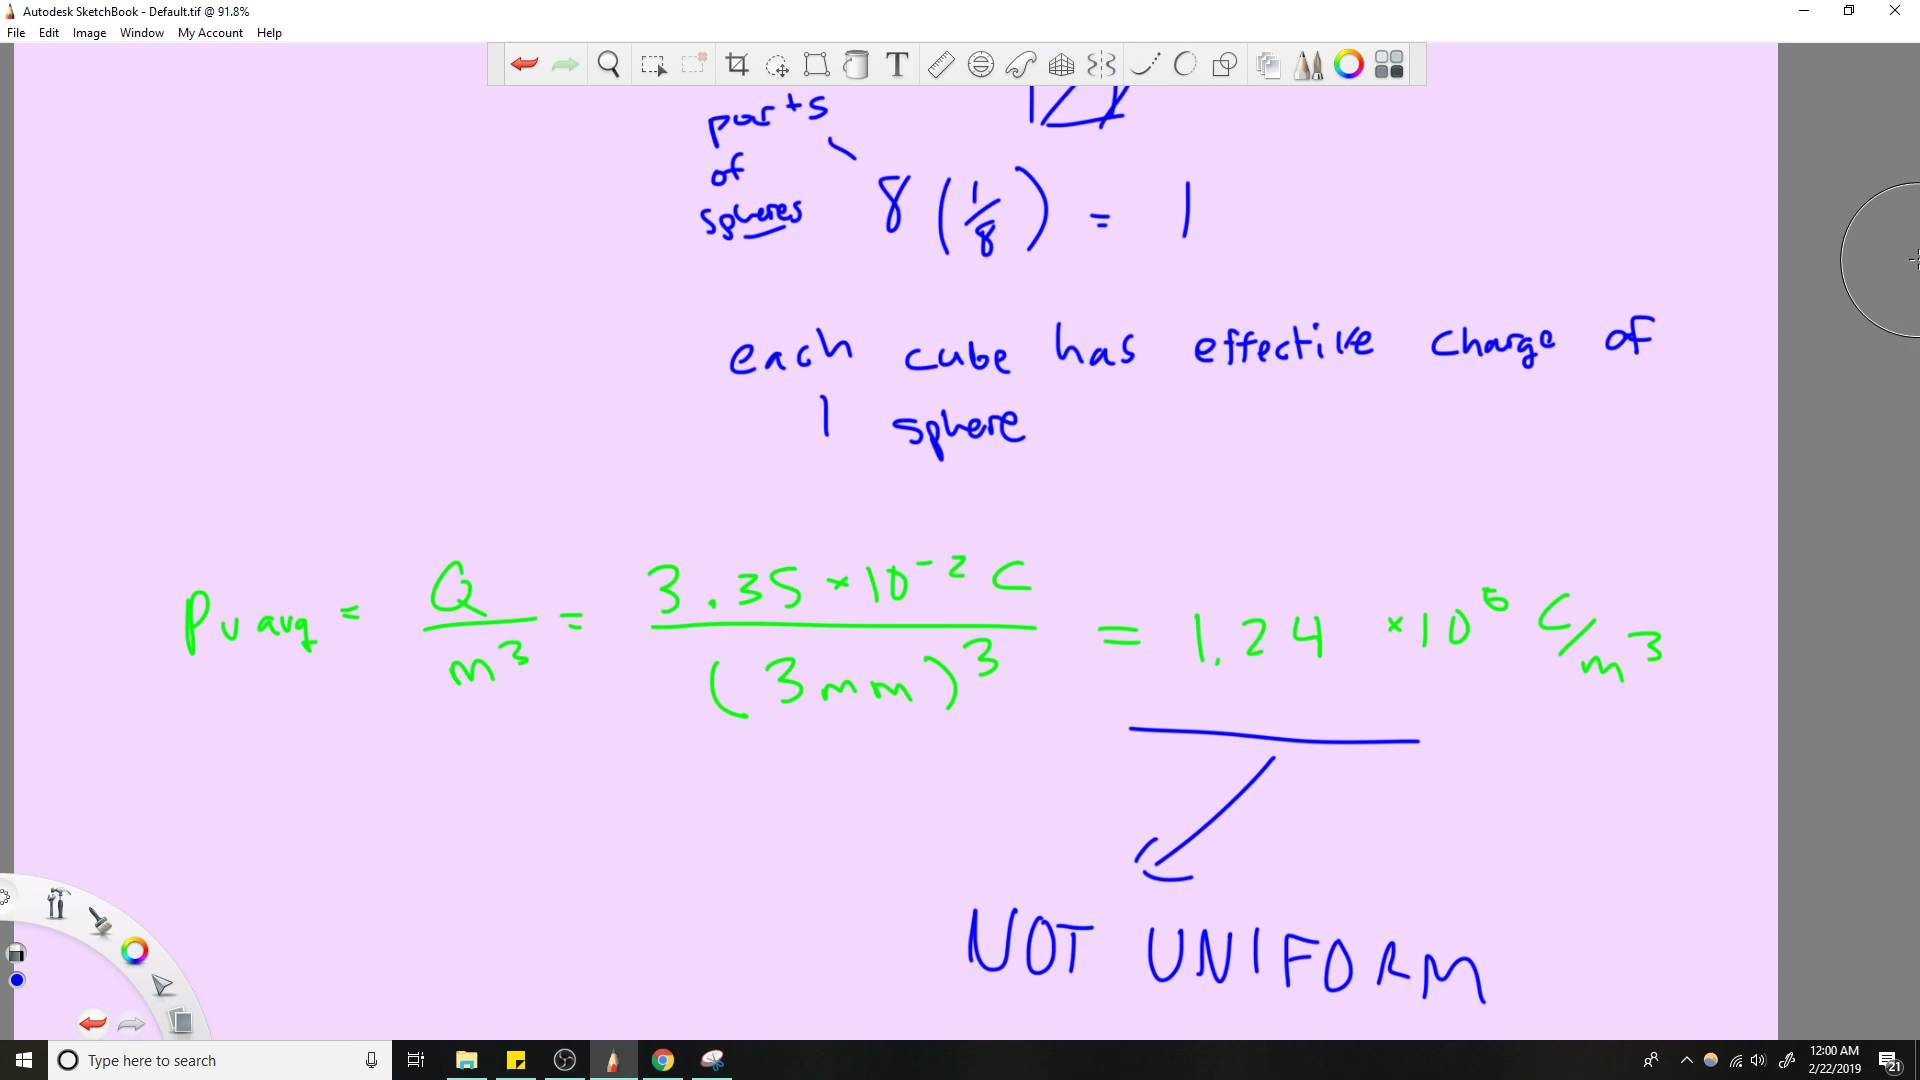 Autodesk SketchBook - Default.tif @ 91.8%
File Edit Image Window My Account Help
parts
of
spheres
8 (1/8) = 1
each cube has effective charge of
1 sphere
ρv avg = Q/m³ = 3.35 × 10⁻² C/(3mm)³ = 1.24 × 10⁶ C/m³
NOT UNIFORM
Type here to search
12:00 AM
2/22/2019
21